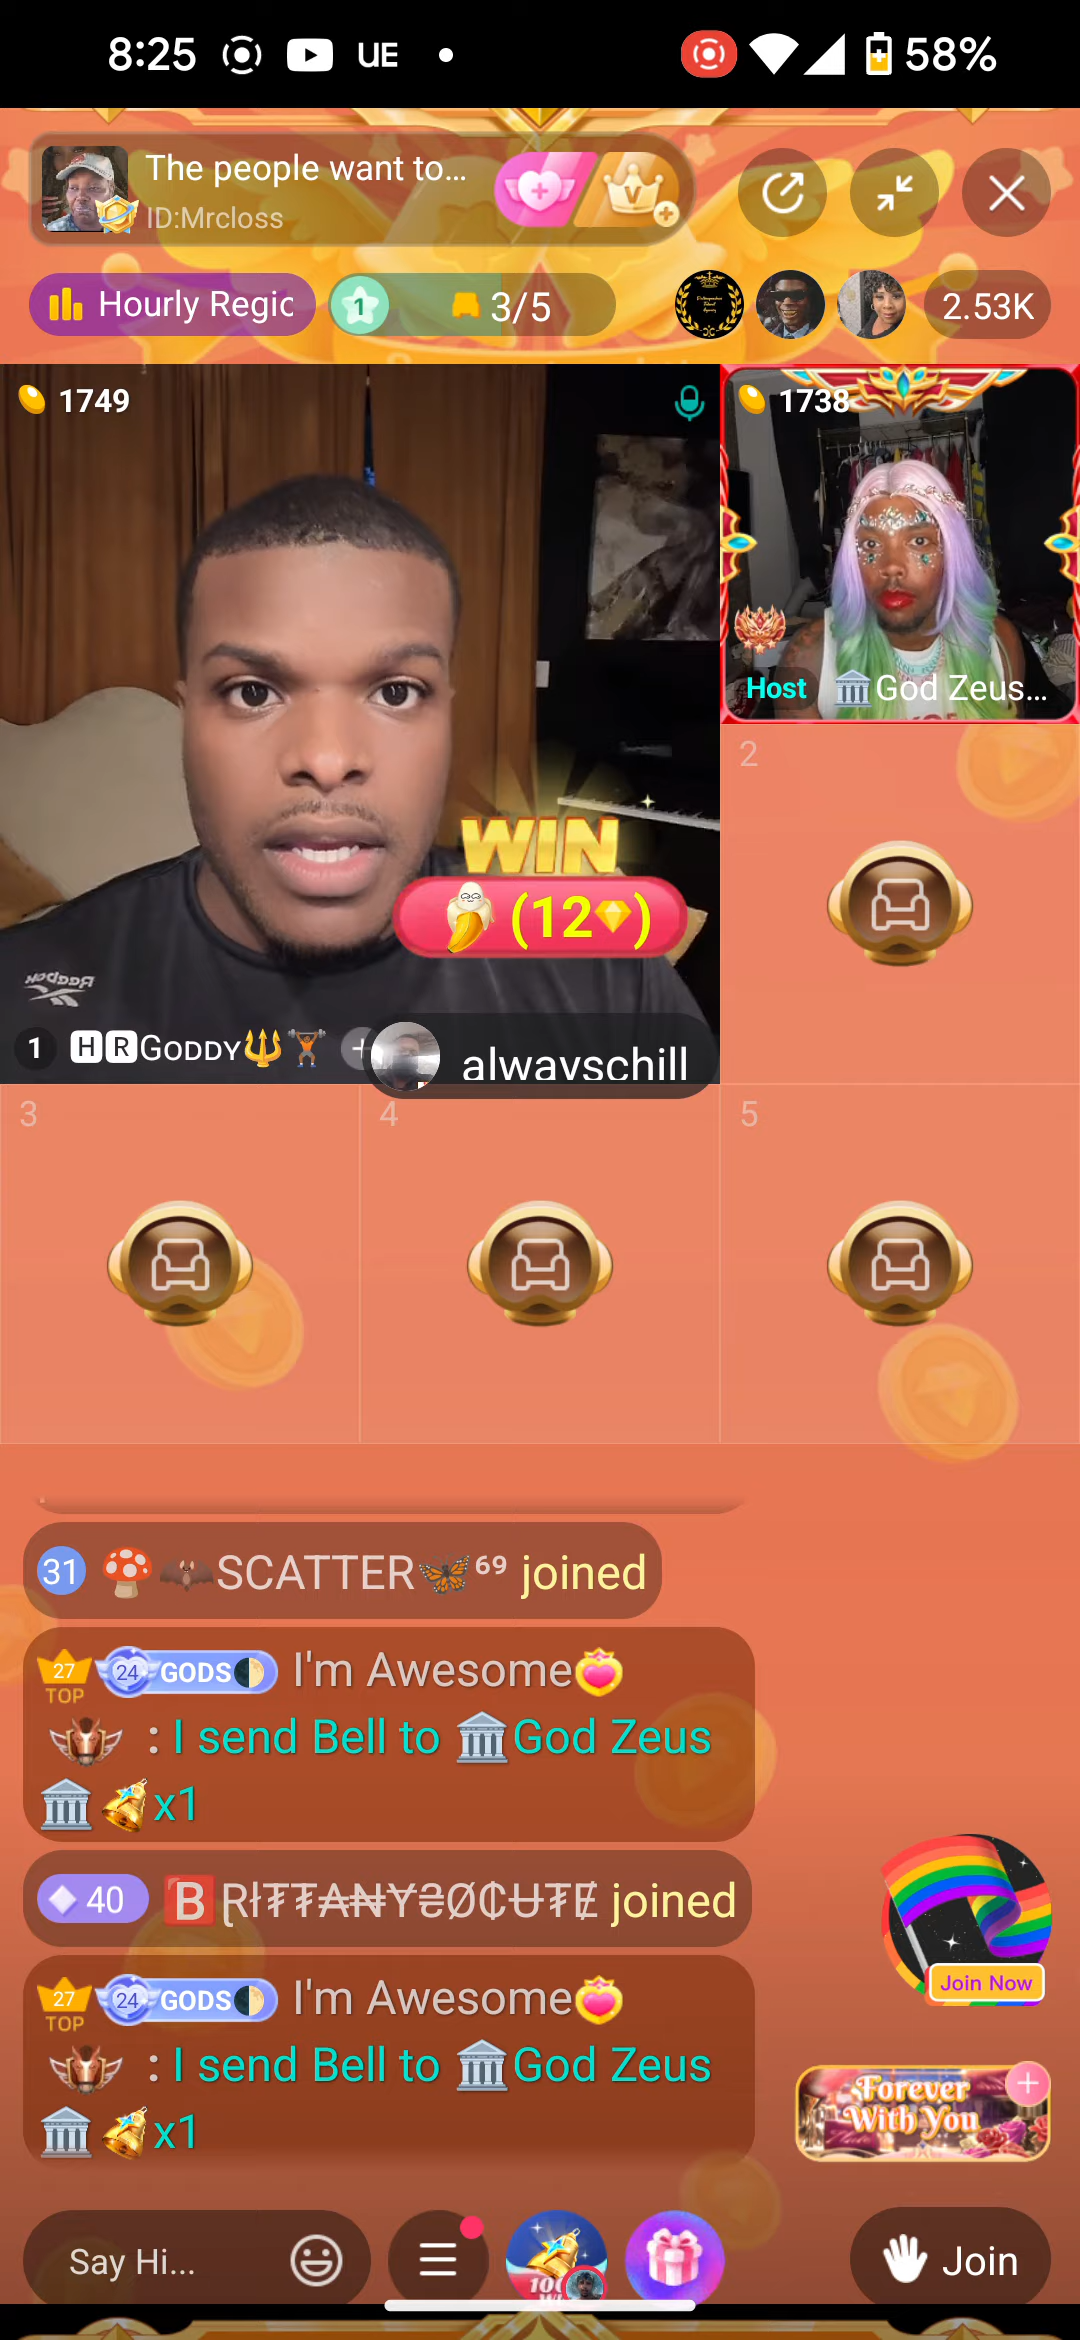 8:25 UE 58%
The people want to...
ID:Mrcloss
V
Hourly Regic
1 3/5
2.53K
1749
1738
Host 🏛️God Zeus...
WIN
(12💎)
Reebok
1 🅷🆁Gᴏᴅᴅʏ🔱🏋🏾
alwayschill
2
3
4
5
31 🍄🦇SCATTER🦋⁶⁹ joined
27 TOP 24 GODS🌓 I'm Awesome
: I send Bell to 🏛️God Zeus
🏛️ x1
40 🅱️Ɽł₮₮₳₦Ɏ₴Ø₵Ʉ₮Ɇ joined
27 TOP 24 GODS🌓 I'm Awesome
: I send Bell to 🏛️God Zeus
🏛️ x1
Join Now
Forever
With You
Say Hi...
Join